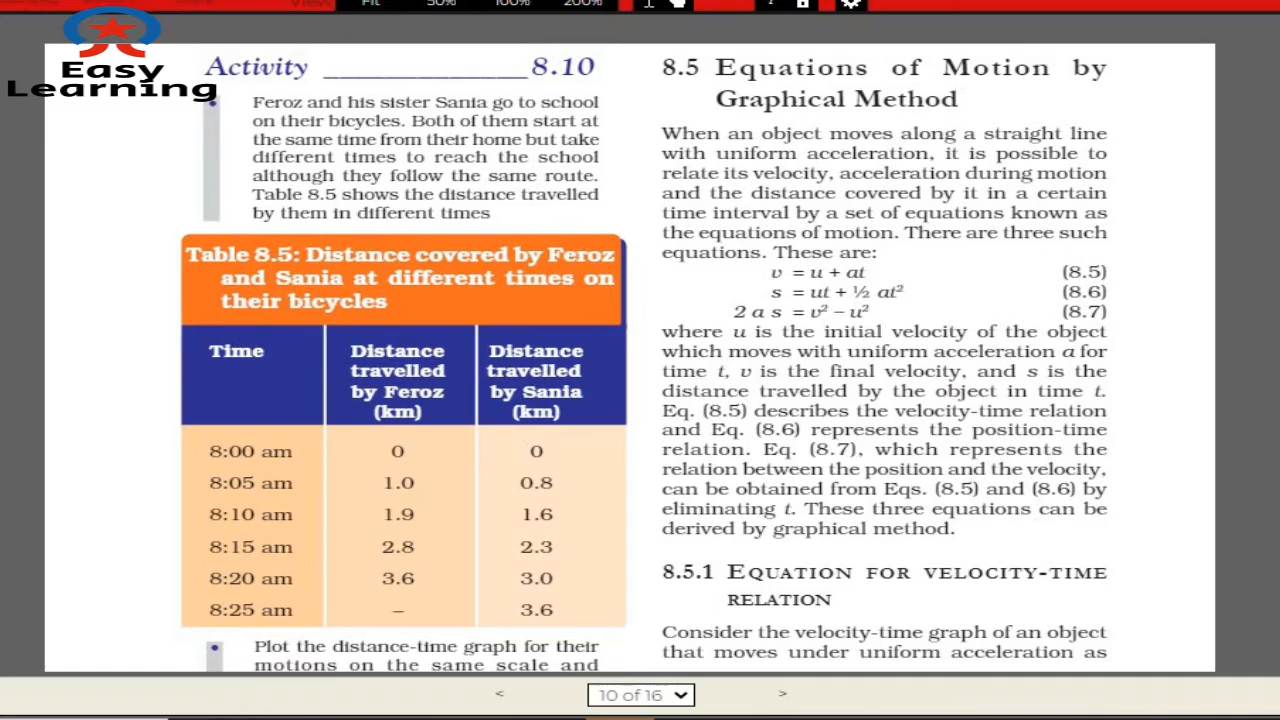 Fit 50% 100% 200%
Easy
Learning
Activity ________________ 8.10
• Feroz and his sister Sania go to school
on their bicycles. Both of them start at
the same time from their home but take
different times to reach the school
although they follow the same route.
Table 8.5 shows the distance travelled
by them in different times
Table 8.5: Distance covered by Feroz
and Sania at different times on
their bicycles
Time Distance travelled by Feroz (km) Distance travelled by Sania (km)
8:00 am 0 0
8:05 am 1.0 0.8
8:10 am 1.9 1.6
8:15 am 2.8 2.3
8:20 am 3.6 3.0
8:25 am – 3.6
• Plot the distance-time graph for their
motions on the same scale and
8.5 Equations of Motion by
Graphical Method
When an object moves along a straight line
with uniform acceleration, it is possible to
relate its velocity, acceleration during motion
and the distance covered by it in a certain
time interval by a set of equations known as
the equations of motion. There are three such
equations. These are:
v = u + at (8.5)
s = ut + ½ at² (8.6)
2 a s = v² – u² (8.7)
where u is the initial velocity of the object
which moves with uniform acceleration a for
time t, v is the final velocity, and s is the
distance travelled by the object in time t.
Eq. (8.5) describes the velocity-time relation
and Eq. (8.6) represents the position-time
relation. Eq. (8.7), which represents the
relation between the position and the velocity,
can be obtained from Eqs. (8.5) and (8.6) by
eliminating t. These three equations can be
derived by graphical method.
8.5.1 EQUATION FOR VELOCITY-TIME
RELATION
Consider the velocity-time graph of an object
that moves under uniform acceleration as
< 10 of 16 >